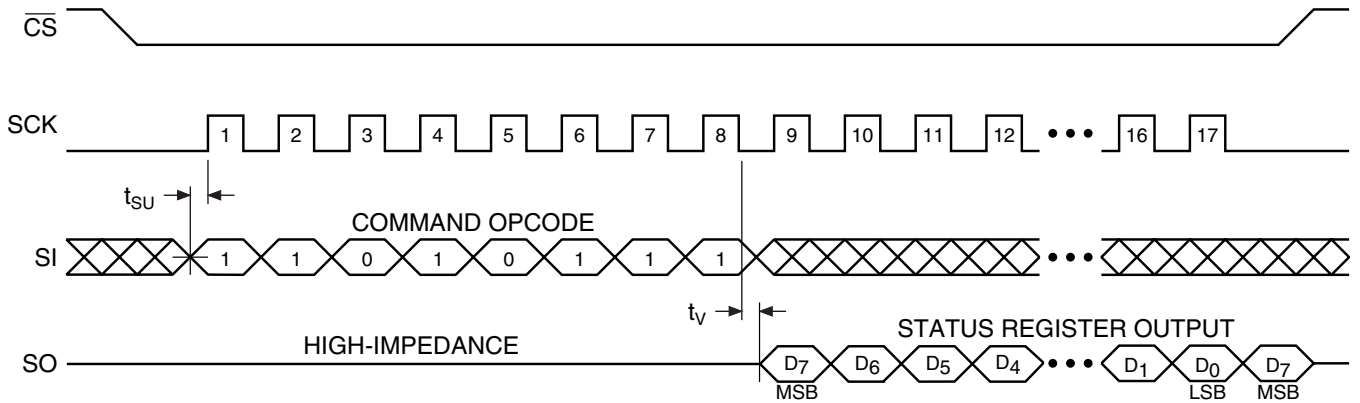 CS
SCK 1 2 3 4 5 6 7 8 9 10 11 12 ••• 16 17
tSU
COMMAND OPCODE
SI 1 1 0 1 0 1 1 1 •••
tV
HIGH-IMPEDANCE
STATUS REGISTER OUTPUT
SO D7 D6 D5 D4 ••• D1 D0 D7
MSB LSB MSB